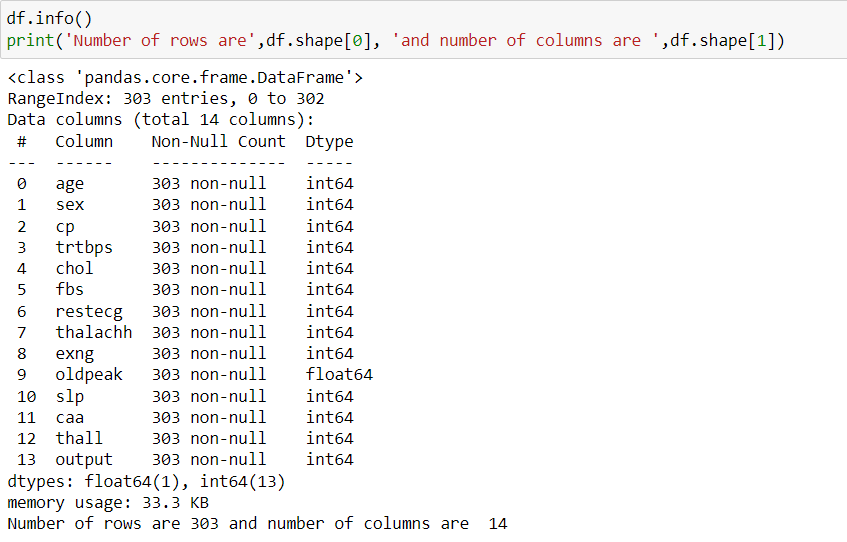 df.info()
print('Number of rows are',df.shape[0], 'and number of columns are ',df.shape[1])
<class 'pandas.core.frame.DataFrame'>
RangeIndex: 303 entries, 0 to 302
Data columns (total 14 columns):
 #   Column    Non-Null Count  Dtype
---  ------    --------------  -----
 0   age       303 non-null    int64
 1   sex       303 non-null    int64
 2   cp        303 non-null    int64
 3   trtbps    303 non-null    int64
 4   chol      303 non-null    int64
 5   fbs       303 non-null    int64
 6   restecg   303 non-null    int64
 7   thalachh  303 non-null    int64
 8   exng      303 non-null    int64
 9   oldpeak   303 non-null    float64
 10  slp       303 non-null    int64
 11  caa       303 non-null    int64
 12  thall     303 non-null    int64
 13  output    303 non-null    int64
dtypes: float64(1), int64(13)
memory usage: 33.3 KB
Number of rows are 303 and number of columns are  14